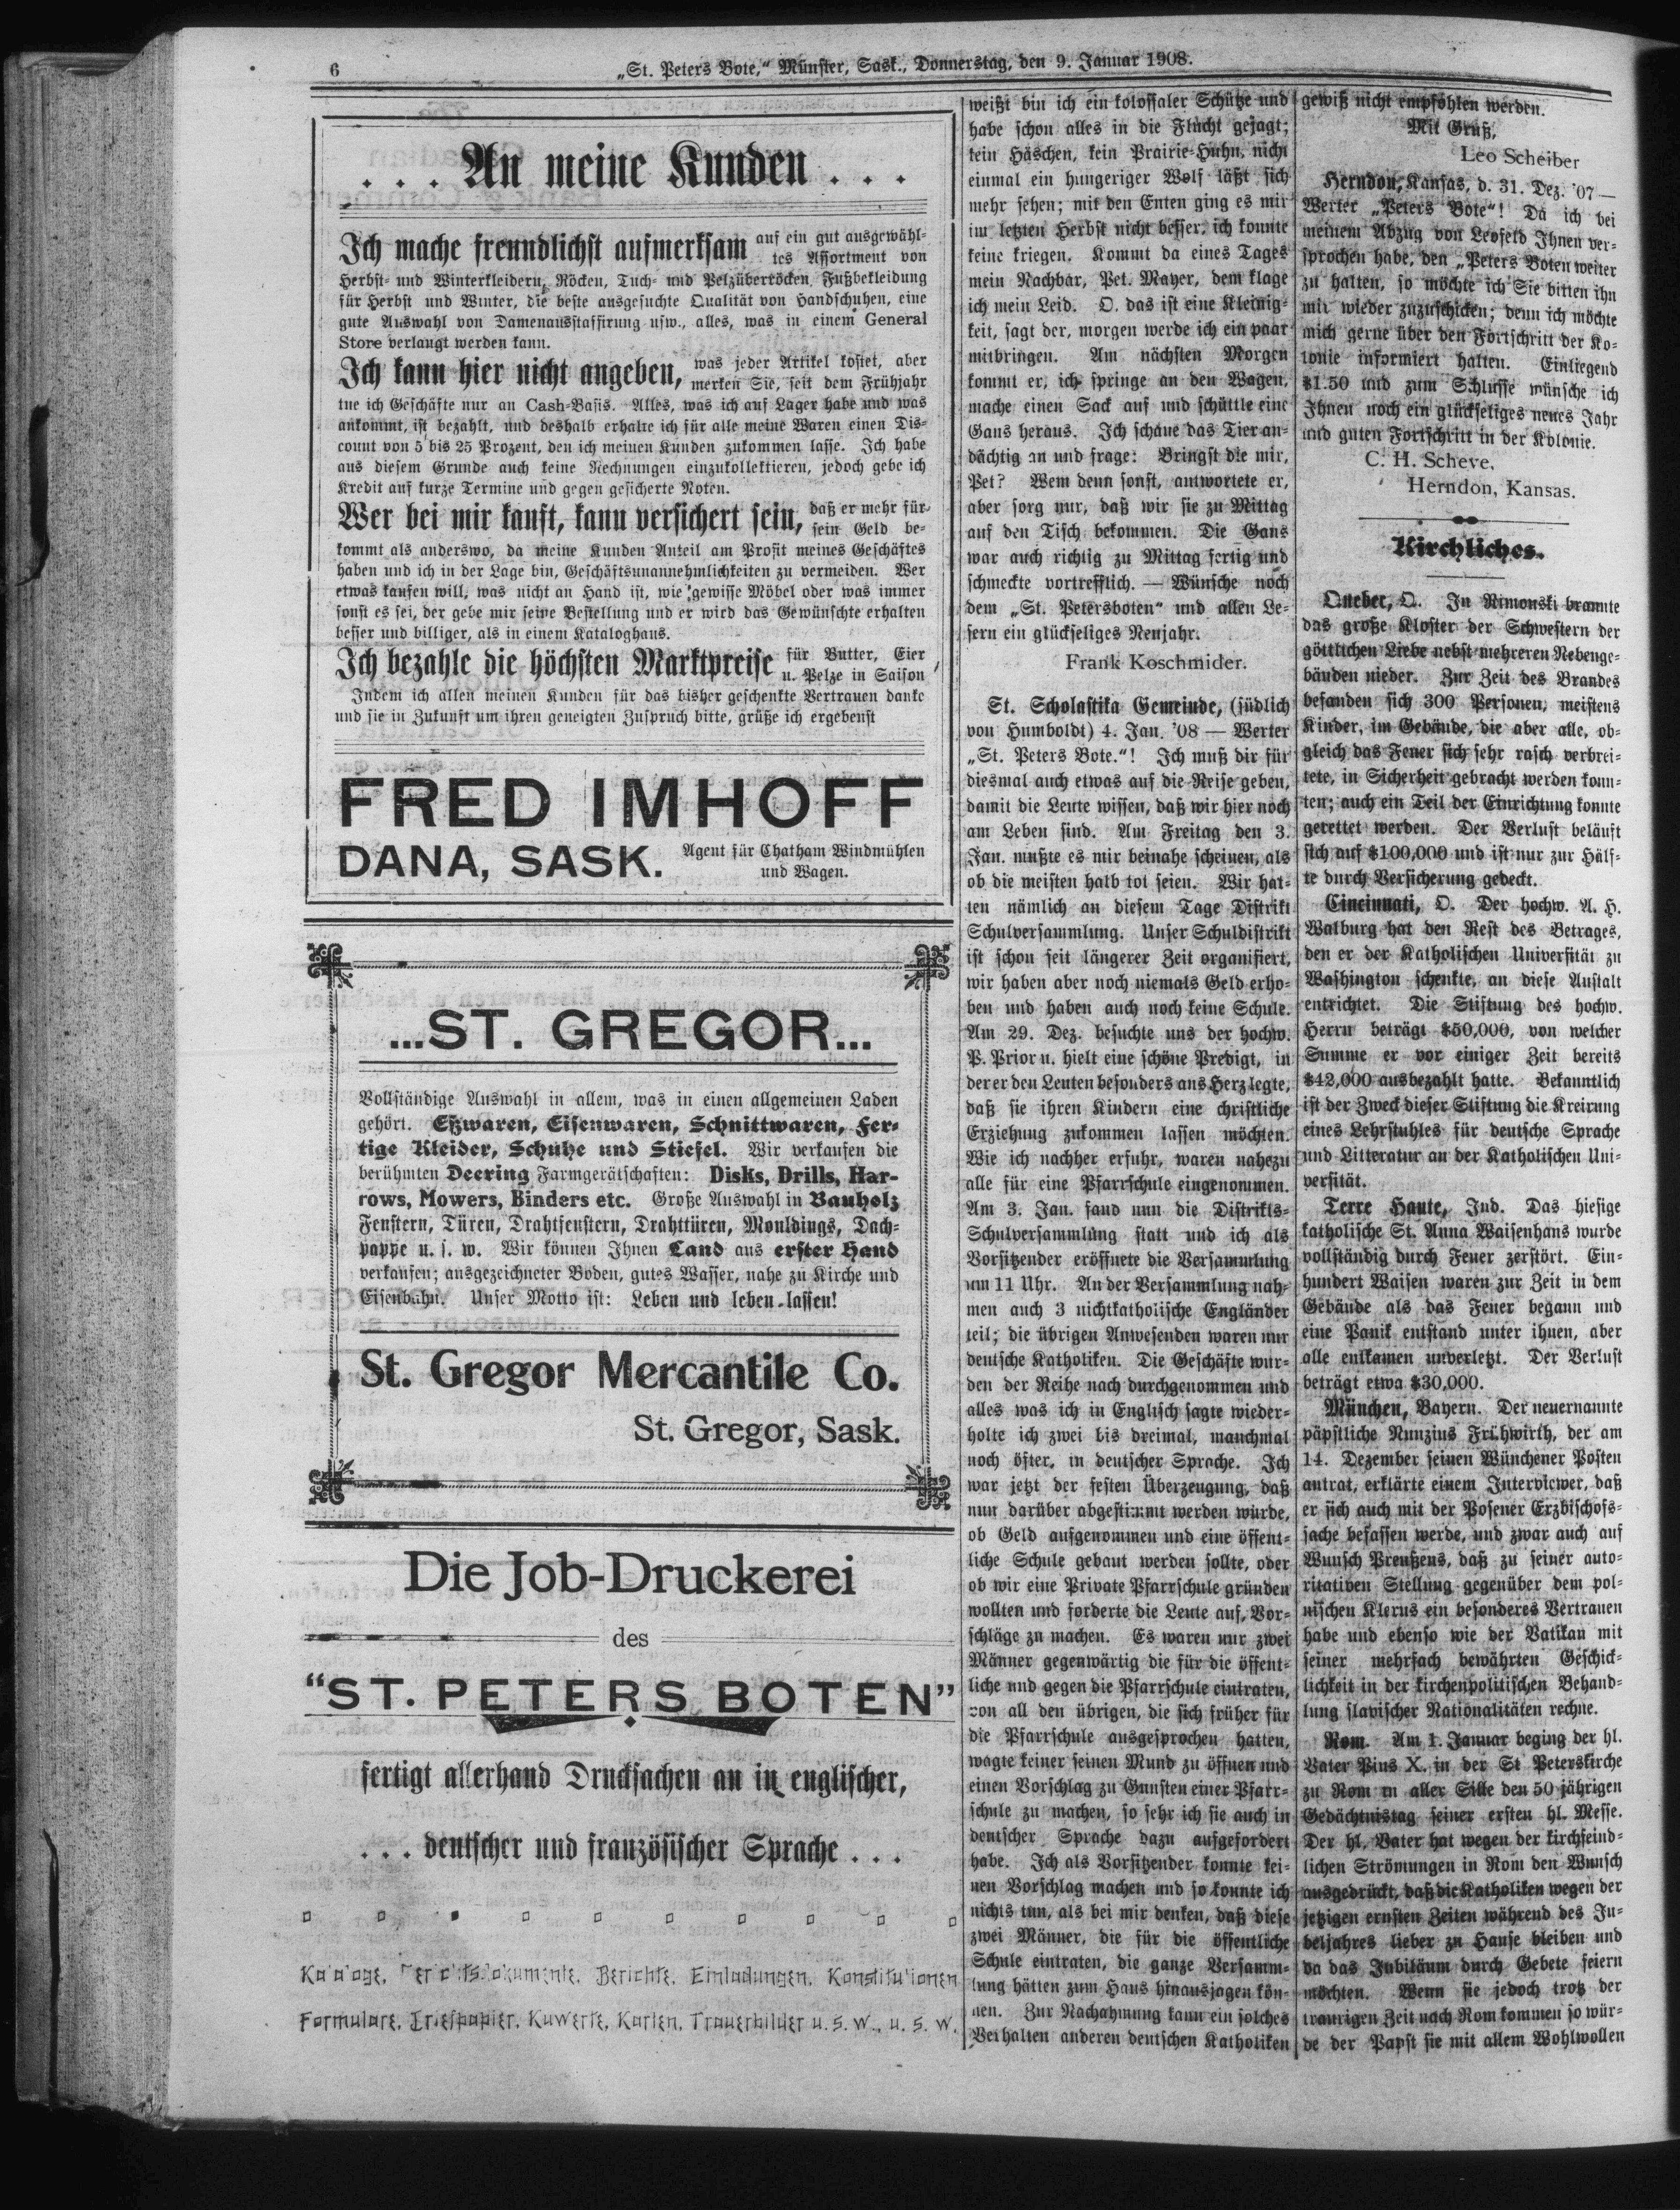 6
„St. Peters Bote,“ Münster, Sask., Donnerstag, den 9. Januar 1908.
. . . An meine Kunden . . .
Ich mache freundlichst aufmerksam auf ein gut ausgewähl-
tes Assortment von
Herbst- und Winterkleidern, Röcken, Tuch- und Pelzüberröcken, Fußbekleidung
für Herbst und Winter, die beste ausgesuchte Qualität von Handschuhen, eine
gute Auswahl von Damenausstaffirung usw., alles, was in einem General
Store verlangt werden kann.
Ich kann hier nicht angeben, was jeder Artikel kostet, aber
merken Sie, seit dem Frühjahr
tue ich Geschäfte nur an Cash-Basis. Alles, was ich auf Lager habe und was
ankommt, ist bezahlt, und deshalb erhalte ich für alle meine Waren einen Dis-
count von 5 bis 25 Prozent, den ich meinen Kunden zukommen lasse. Ich habe
aus diesem Grunde auch keine Rechnungen einzukollektieren, jedoch gebe ich
Kredit auf kurze Termine und gegen gesicherte Noten.
Wer bei mir kauft, kann versichert sein, daß er mehr für
sein Geld be-
kommt als anderswo, da meine Kunden Anteil am Profit meines Geschäftes
haben und ich in der Lage bin, Geschäftsunannehmlichkeiten zu vermeiden. Wer
etwas kaufen will, was nicht an Hand ist, wie gewisse Möbel oder was immer
sonst es sei, der gebe mir seine Bestellung und er wird das Gewünschte erhalten
besser und billiger, als in einem Kataloghaus.
Ich bezahle die höchsten Marktpreise für Butter, Eier
u. Pelze in Saison
Indem ich allen meinen Kunden für das bisher geschenkte Vertrauen danke
und sie in Zukunft um ihren geneigten Zuspruch bitte, grüße ich ergebenst
FRED IMHOFF
DANA, SASK. Agent für Chatham Windmühlen
und Wagen.
...ST. GREGOR...
Vollständige Auswahl in allem, was in einen allgemeinen Laden
gehört. Eßwaren, Eisenwaren, Schnittwaren, Fer-
tige Kleider, Schuhe und Stiefel. Wir verkaufen die
berühmten Deering Farmgerätschaften: Disks, Drills, Har-
rows, Mowers, Binders etc. Große Auswahl in Bauholz
Fenstern, Türen, Drahtfenstern, Drahttüren, Mouldings, Dach-
pappe u. s. w. Wir können Ihnen Land aus erster Hand
verkaufen; ausgezeichneter Boden, gutes Wasser, nahe zu Kirche und
Eisenbahn. Unser Motto ist: Leben und leben lassen!
St. Gregor Mercantile Co.
St. Gregor, Sask.
Die Job-Druckerei
des
“ST. PETERS BOTEN”
fertigt allerhand Drucksachen an in englischer,
. . . deutscher und französischer Sprache . . .
Kataloge, Gerichtsdokumente, Berichte, Einladungen, Konstitutionen
Formulare, Briefpapier, Kuwerte, Karten, Trauerbilder u. s. w., u. s. w.
weißt bin ich ein kolossaler Schütze und
habe schon alles in die Flucht gejagt;
kein Häschen, kein Prairie-Huhn, nicht
einmal ein hungeriger Wolf läßt sich
mehr sehen; mit den Enten ging es mir
im letzten Herbst nicht besser, ich konnte
keine kriegen. Kommt da eines Tages
mein Nachbar, Pet. Mayer, dem klage
ich mein Leid. O. das ist eine Kleinig-
keit, sagt der, morgen werde ich ein paar
mitbringen. Am nächsten Morgen
kommt er, ich springe an den Wagen,
mache einen Sack auf und schüttle eine
Gans heraus. Ich schaue das Tier an-
dächtig an und frage: Bringst die mir,
Pet? Wem denn sonst, antwortete er,
aber sorg nur, daß wir sie zu Mittag
auf den Tisch bekommen. Die Gans
war auch richtig zu Mittag fertig und
schmeckte vortrefflich. — Wünsche noch
dem „St. Petersboten“ und allen Le-
sern ein glückseliges Neujahr.
Frank Koschmider.
St. Scholastika Gemeinde, (südlich
von Humboldt) 4. Jan. ’08 — Werter
„St. Peters Bote.“! Ich muß dir für
diesmal auch etwas auf die Reise geben,
damit die Leute wissen, daß wir hier noch
am Leben sind. Am Freitag den 3.
Jan. mußte es mir beinahe scheinen, als
ob die meisten halb tot seien. Wir hat-
ten nämlich an diesem Tage Distrikt
Schulversammlung. Unser Schuldistrikt
ist schon seit längerer Zeit organisiert,
wir haben aber noch niemals Geld erho-
ben und haben auch noch keine Schule.
Am 29. Dez. besuchte uns der hochw.
P. Prior u. hielt eine schöne Predigt, in
der er den Leuten besonders ans Herz legte,
daß sie ihren Kindern eine christliche
Erziehung zukommen lassen möchten.
Wie ich nachher erfuhr, waren nahezu
alle für eine Pfarrschule eingenommen.
Am 3. Jan. fand nun die Distrikts-
Schulversammlung statt und ich als
Vorsitzender eröffnete die Versammlung
um 11 Uhr. An der Versammlung nah-
men auch 3 nichtkatholische Engländer
teil; die übrigen Anwesenden waren nur
deutsche Katholiken. Die Geschäfte wur-
den der Reihe nach durchgenommen und
alles was ich in Englisch sagte wieder-
holte ich zwei bis dreimal, manchmal
noch öfter, in deutscher Sprache. Ich
war jetzt der festen Überzeugung, daß
nun darüber abgestimmt werden würde,
ob Geld aufgenommen und eine öffent-
liche Schule gebaut werden sollte, oder
ob wir eine Private Pfarrschule gründen
wollten und forderte die Leute auf, Vor-
schläge zu machen. Es waren nur zwei
Männer gegenwärtig die für die öffent-
liche und gegen die Pfarrschule eintraten,
von all den übrigen, die sich früher für
die Pfarrschule ausgesprochen hatten,
wagte keiner seinen Mund zu öffnen und
einen Vorschlag zu Gunsten einer Pfarr-
schule zu machen, so sehr ich sie auch in
deutscher Sprache dazu aufgefordert
habe. Ich als Vorsitzender konnte kei-
nen Vorschlag machen und so konnte ich
nichts tun, als bei mir denken, daß diese
zwei Männer, die für die öffentliche
Schule eintraten, die ganze Versamm-
lung hätten zum Haus hinausjagen kön-
nen. Zur Nachahmung kann ein solches
Verhalten anderen deutschen Katholiken
gewiß nicht empfohlen werden.
Mit Gruß,
Leo Scheiber
Herndon, Kansas, d. 31. Dez. ’07 —
Werter „Peters Bote“! Da ich bei
meinem Abzug von Leofeld Ihnen ver-
sprochen habe, den „Peters Boten weiter
zu halten, so möchte ich Sie bitten ihn
mir wieder zuzuschicken; denn ich möchte
mich gerne über den Fortschritt der Ko-
lonie informiert halten. Einliegend
$1.50 und zum Schlusse wünsche ich
Ihnen noch ein glückseliges neues Jahr
und guten Fortschritt in der Kolonie.
C. H. Scheve,
Herndon, Kansas.
Kirchliches.
Quebec, O. In Rimouski brannte
das große Kloster der Schwestern der
göttlichen Liebe nebst mehreren Nebenge-
bäuden nieder. Zur Zeit des Brandes
befanden sich 300 Personen, meistens
Kinder, im Gebäude, die aber alle, ob-
gleich das Feuer sich sehr rasch verbrei-
tete, in Sicherheit gebracht werden konn-
ten; auch ein Teil der Einrichtung konnte
gerettet werden. Der Verlust beläuft
sich auf $100,000 und ist nur zur Hälf-
te durch Versicherung gedeckt.
Cincinnati, O. Der hochw. A. H.
Walburg hat den Rest des Betrages,
den er der Katholischen Universität zu
Washington schenkte, an diese Anstalt
entrichtet. Die Stiftung des hochw.
Herrn beträgt $50,000, von welcher
Summe er vor einiger Zeit bereits
$42,000 ausbezahlt hatte. Bekanntlich
ist der Zweck dieser Stiftung die Kreirung
eines Lehrstuhles für deutsche Sprache
und Litteratur an der Katholischen Uni-
versität.
Terre Haute, Ind. Das hiesige
katholische St. Anna Waisenhaus wurde
vollständig durch Feuer zerstört. Ein-
hundert Waisen waren zur Zeit in dem
Gebäude als das Feuer begann und
eine Panik entstand unter ihnen, aber
alle entkamen unverletzt. Der Verlust
beträgt etwa $30,000.
München, Bayern. Der neuernannte
päpstliche Nunzius Frühwirth, der am
14. Dezember seinen Münchener Posten
antrat, erklärte einem Interviewer, daß
er sich auch mit der Posener Erzbischofs-
sache befassen werde, und zwar auch auf
Wunsch Preußens, daß zu seiner auto-
ritativen Stellung gegenüber dem pol-
nischen Klerus ein besonderes Vertrauen
habe und ebenso wie der Vatikan mit
seiner mehrfach bewährten Geschick-
lichkeit in der kirchenpolitischen Behand-
lung slavischer Nationalitäten rechne.
Rom. Am 1. Januar beging der hl.
Vater Pius X. in der St Peterskirche
zu Rom in aller Stille den 50 jährigen
Gedächtnistag seiner ersten hl. Messe.
Der hl. Vater hat wegen der kirchfeind-
lichen Strömungen in Rom den Wunsch
ausgedrückt, daß die Katholiken wegen der
jetzigen ernsten Zeiten während des Ju-
beljahres lieber zu Hause bleiben und
da das Jubiläum durch Gebete feiern
möchten. Wenn sie jedoch trotz der
traurigen Zeit nach Rom kommen so wür-
de der Papst sie mit allem Wohlwollen